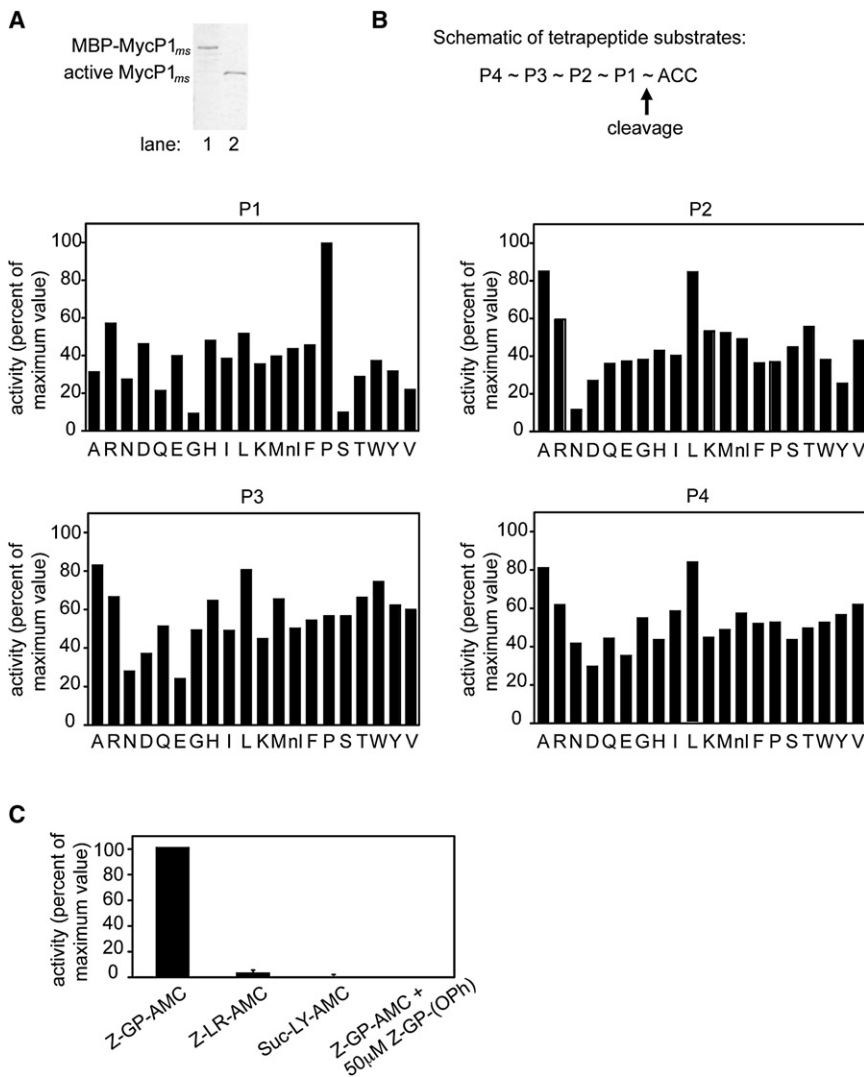 A
MBP-MycP1ms
active MycP1ms
lane: 1 2
B
Schematic of tetrapeptide substrates:
P4 ~ P3 ~ P2 ~ P1 ~ ACC
cleavage
P1
activity (percent of
maximum value)
100
80
60
40
20
0
A R N D Q E G H I L K M nl F P S T W Y V
P2
activity (percent of
maximum value)
100
80
60
40
20
0
A R N D Q E G H I L K M nl F P S T W Y V
P3
activity (percent of
maximum value)
100
80
60
40
20
0
A R N D Q E G H I L K M nl F P S T W Y V
P4
activity (percent of
maximum value)
100
80
60
40
20
0
A R N D Q E G H I L K M nl F P S T W Y V
C
activity (percent of
maximum value)
100
80
60
40
20
0
Z-GP-AMC
Z-LR-AMC
Suc-LY-AMC
Z-GP-AMC +
50µM Z-GP-(OPh)